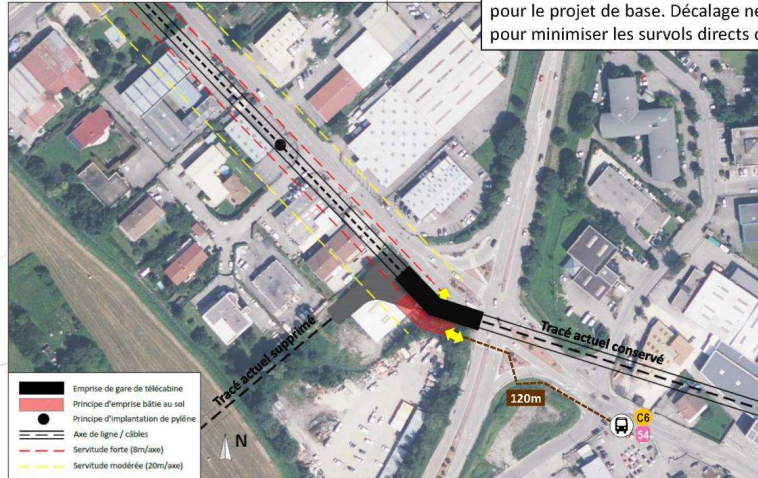 pour le projet de base. Décalage ne
pour minimiser les survols directs d
Tracé actuel supprimé
Tracé actuel conservé
120m
C6
54
N
Emprise de gare de télécabine
Principe d'emprise bâtie au sol
Principe d'implantation de pylône
Axe de ligne / câbles
Servitude forte (8m/axe)
Servitude modérée (20m/axe)